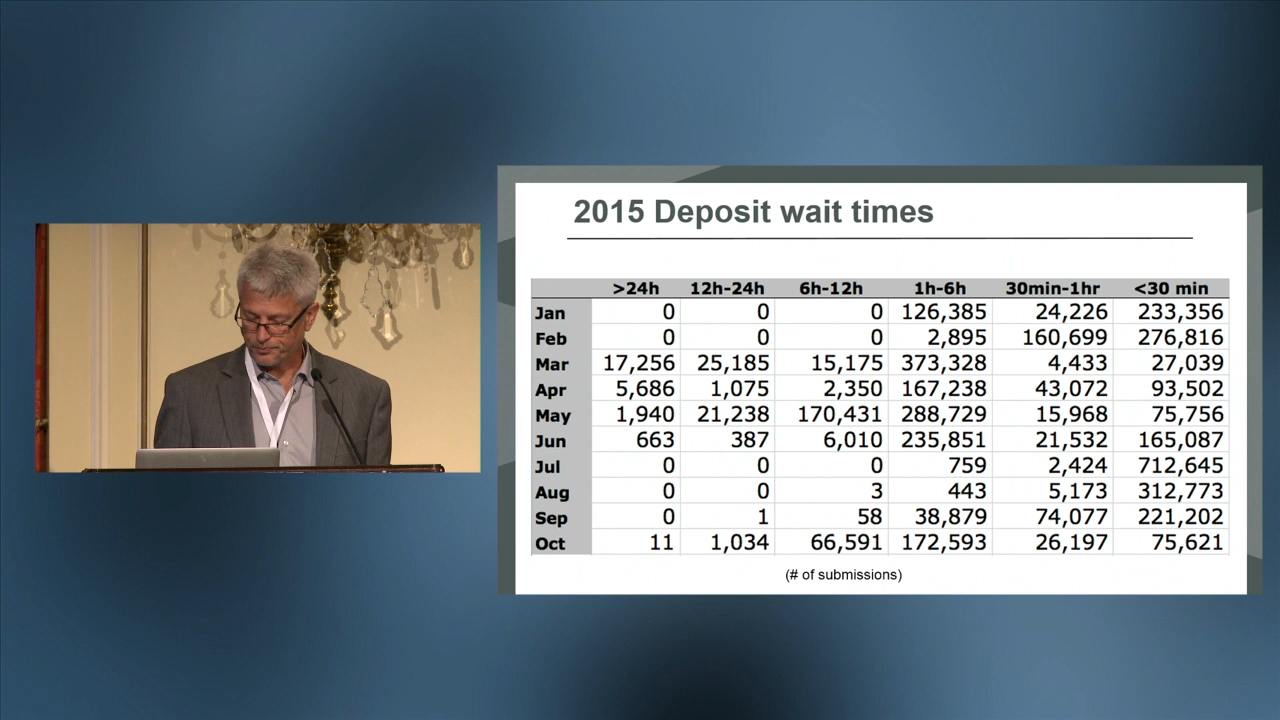 2015 Deposit wait times
>24h 12h-24h 6h-12h 1h-6h 30min-1hr <30 min
Jan 0 0 0 126,385 24,226 233,356
Feb 0 0 0 2,895 160,699 276,816
Mar 17,256 25,185 15,175 373,328 4,433 27,039
Apr 5,686 1,075 2,350 167,238 43,072 93,502
May 1,940 21,238 170,431 288,729 15,968 75,756
Jun 663 387 6,010 235,851 21,532 165,087
Jul 0 0 0 759 2,424 712,645
Aug 0 0 3 443 5,173 312,773
Sep 0 1 58 38,879 74,077 221,202
Oct 11 1,034 66,591 172,593 26,197 75,621
(# of submissions)